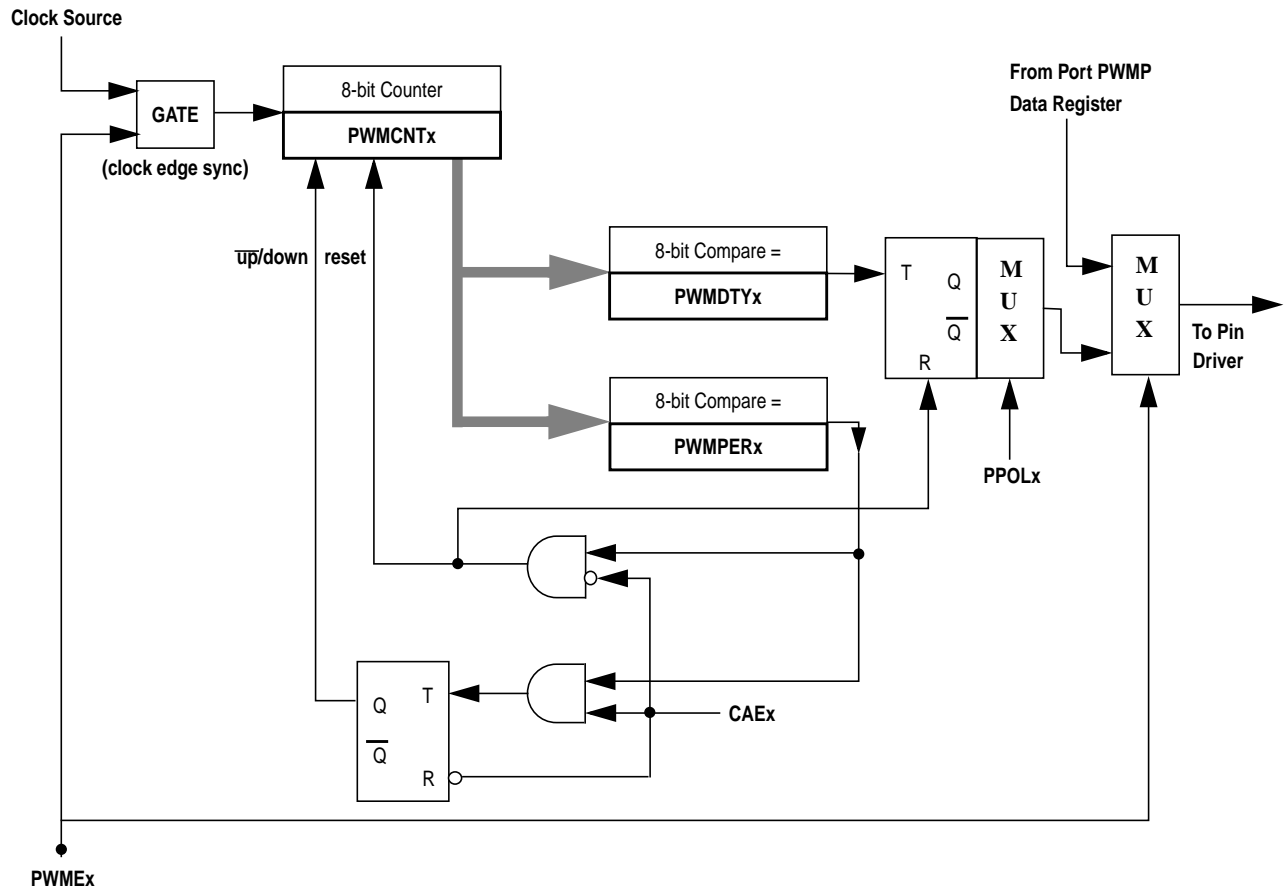 Clock Source
GATE
(clock edge sync)
8-bit Counter
PWMCNTx
From Port PWMP
Data Register
u̅p̅/down
reset
8-bit Compare =
PWMDTYx
T
Q
Q̅
R
M
U
X
M
U
X
To Pin
Driver
8-bit Compare =
PWMPERx
PPOLx
Q
T
Q̅
R
CAEx
PWMEx